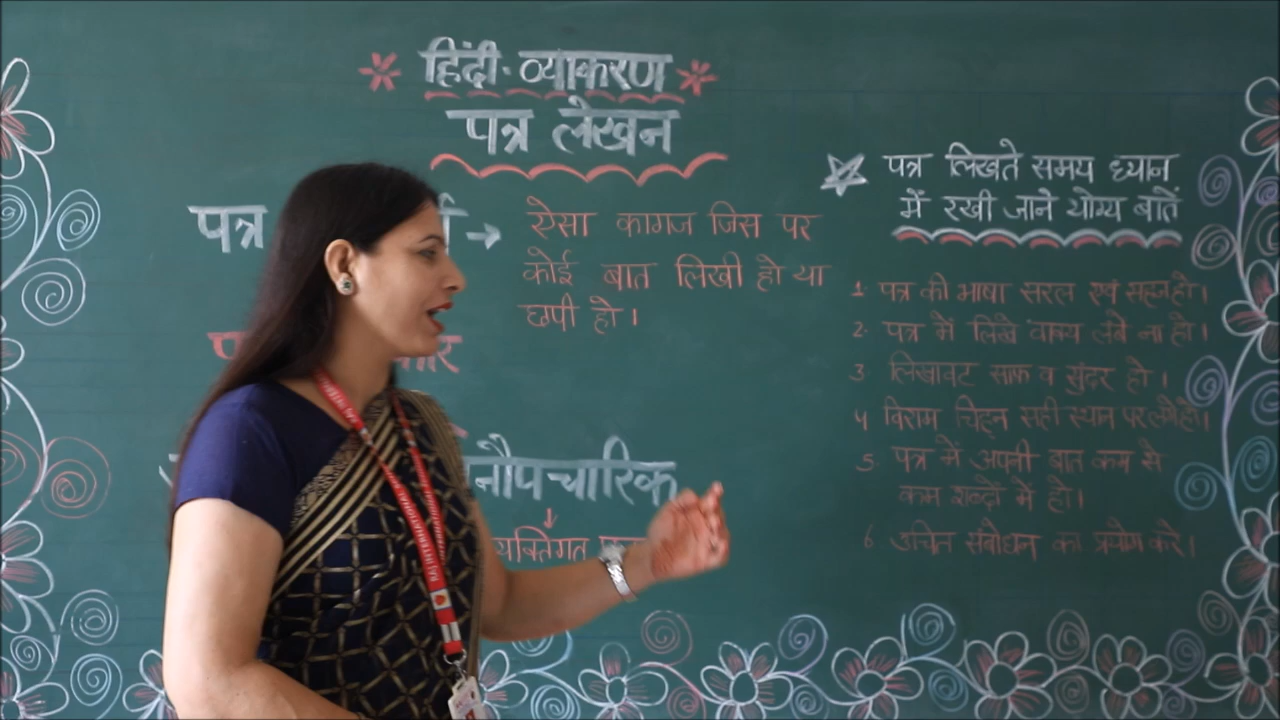 हिंदी व्याकरण
पत्र लेखन
पत्र
ऐसा कागज जिस पर
कोई बात लिखी हो या
छपी हो।
पत्र लिखते समय ध्यान
में रखी जाने योग्य बातें
1 पत्र की भाषा सरल एवं सहज हो।
2. पत्र में लिखे वाक्य लंबे ना हो।
3 लिखावट साफ व सुंदर हो।
4 विराम चिह्न सही स्थान पर लगे हो।
5. पत्र में अपनी बात कम से
कम शब्दों में हो।
6 उचित संबोधन का प्रयोग करे।
नौपचारिक